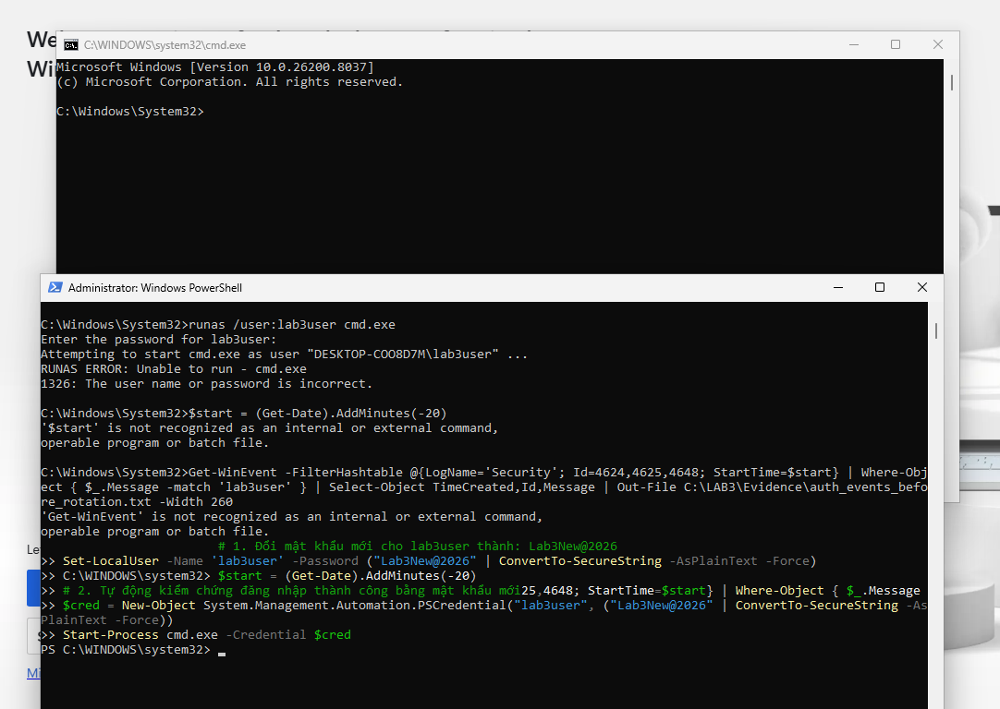 We
Wi
C:\WINDOWS\system32\cmd.exe
Microsoft Windows [Version 10.0.26200.8037]
(c) Microsoft Corporation. All rights reserved.
C:\Windows\System32>
Administrator: Windows PowerShell
C:\Windows\System32>runas /user:lab3user cmd.exe
Enter the password for lab3user:
Attempting to start cmd.exe as user "DESKTOP-COO8D7M\lab3user" ...
RUNAS ERROR: Unable to run - cmd.exe
1326: The user name or password is incorrect.
C:\Windows\System32>$start = (Get-Date).AddMinutes(-20)
'$start' is not recognized as an internal or external command,
operable program or batch file.
C:\Windows\System32>Get-WinEvent -FilterHashtable @{LogName='Security'; Id=4624,4625,4648; StartTime=$start} | Where-Obj
ect { $_.Message -match 'lab3user' } | Select-Object TimeCreated,Id,Message | Out-File C:\LAB3\Evidence\auth_events_befo
re_rotation.txt -Width 260
'Get-WinEvent' is not recognized as an internal or external command,
operable program or batch file.
# 1. Đổi mật khẩu mới cho lab3user thành: Lab3New@2026
>> Set-LocalUser -Name 'lab3user' -Password ("Lab3New@2026" | ConvertTo-SecureString -AsPlainText -Force)
>> C:\WINDOWS\system32> $start = (Get-Date).AddMinutes(-20)
>> # 2. Tự động kiểm chứng đăng nhập thành công bằng mật khẩu mới25,4648; StartTime=$start} | Where-Object { $_.Message
>> $cred = New-Object System.Management.Automation.PSCredential("lab3user", ("Lab3New@2026" | ConvertTo-SecureString -As
PlainText -Force))
>> Start-Process cmd.exe -Credential $cred
PS C:\WINDOWS\system32>
Le
Mi